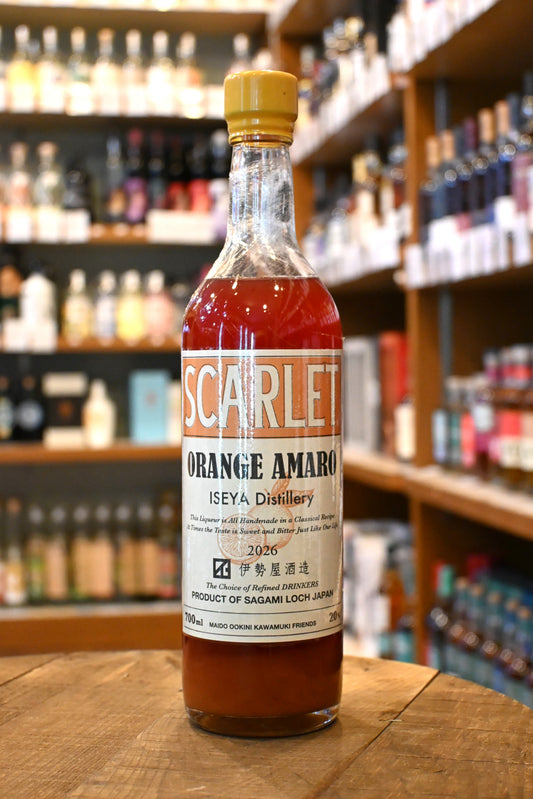 SCARLET
ORANGE AMARO
ISEYA Distillery
This Liqueur is All Handmade in a Classical Recipe
At Times the Taste is Sweet and Bitter Just Like Our Life
2026
伊勢屋酒造
The Choice of Refined DRINKERS
PRODUCT OF SAGAMI LOCH JAPAN
700ml MAIDO OOKINI KAWAMUKI FRIENDS 20%